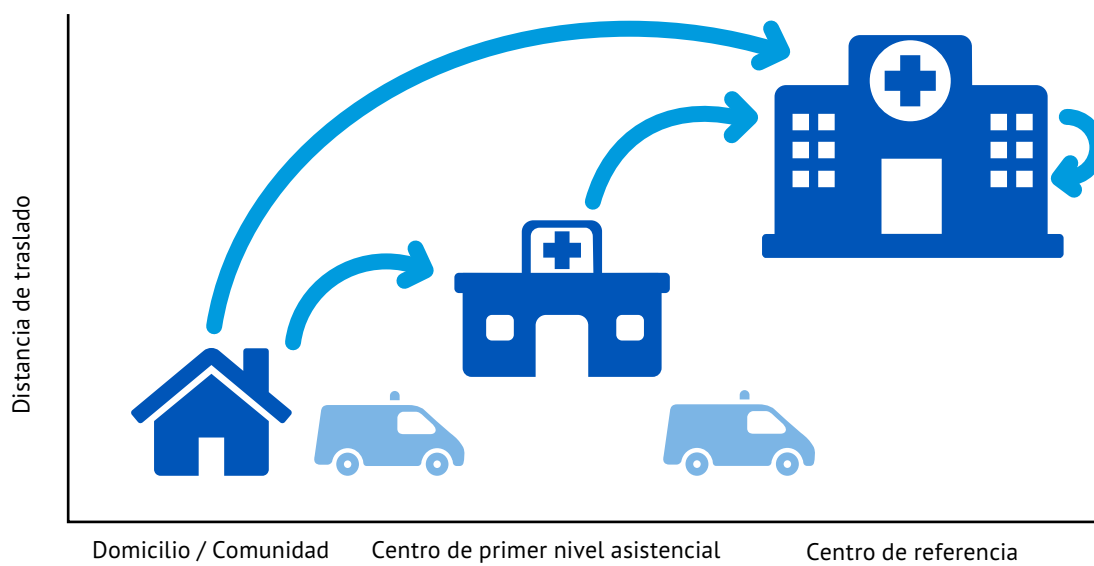 Distancia de traslado
Domicilio / Comunidad
Centro de primer nivel asistencial
Centro de referencia